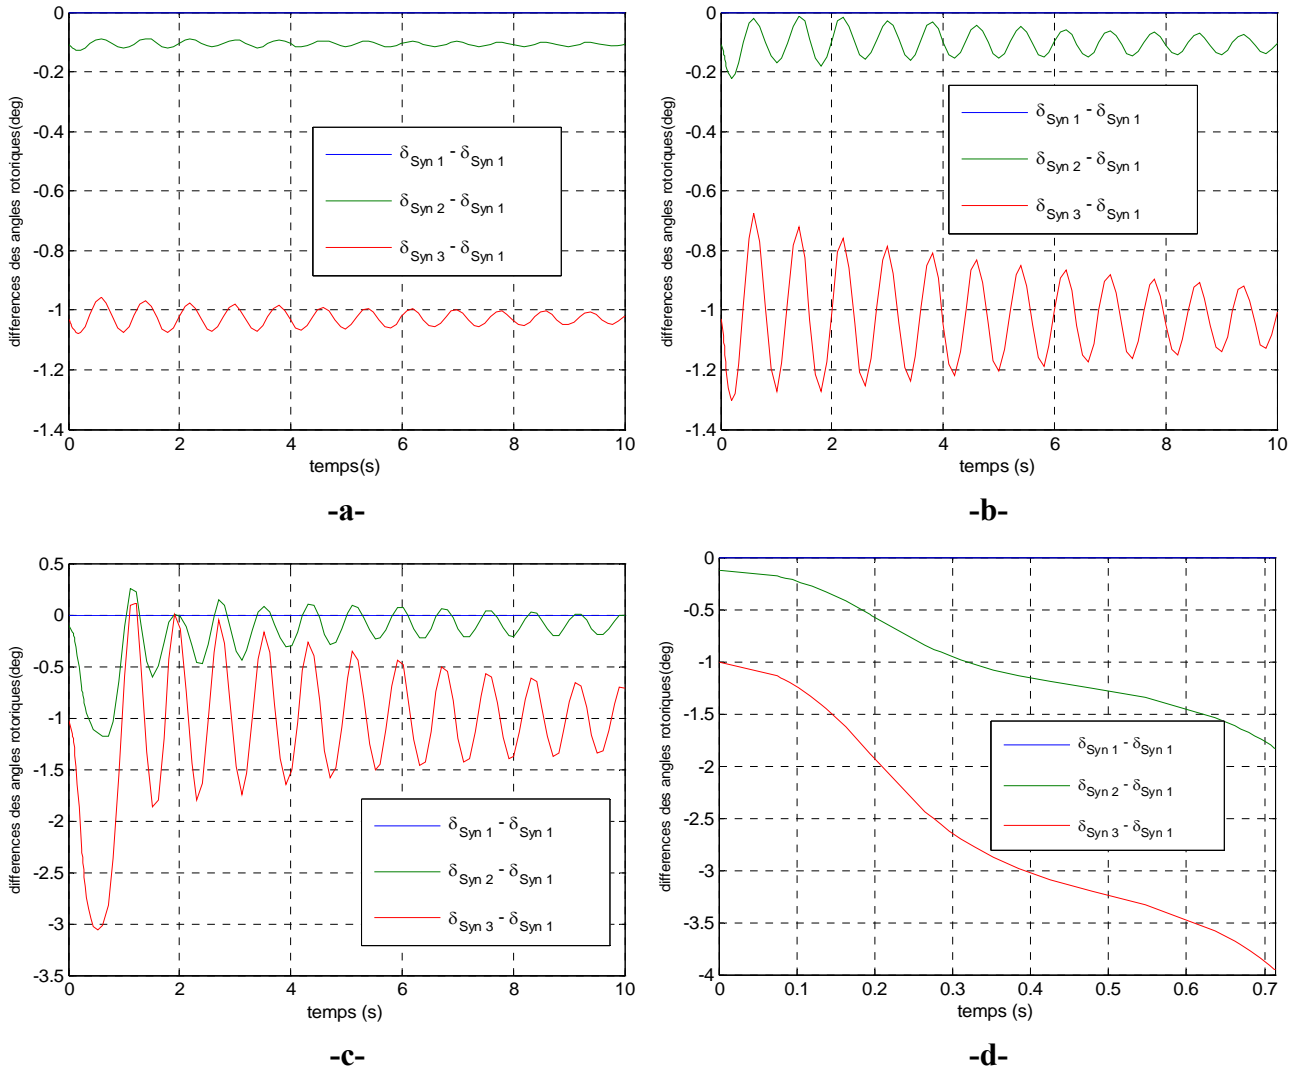 0
-0.2
-0.4
-0.6
-0.8
-1
-1.2
-1.4
differences des angles rotoriques(deg)
δSyn 1 - δSyn 1
δSyn 2 - δSyn 1
δSyn 3 - δSyn 1
0 2 4 6 8 10
temps(s)
-a-
0
-0.2
-0.4
-0.6
-0.8
-1
-1.2
-1.4
differences des angles rotoriques(deg)
δSyn 1 - δSyn 1
δSyn 2 - δSyn 1
δSyn 3 - δSyn 1
0 2 4 6 8 10
temps (s)
-b-
0.5
0
-0.5
-1
-1.5
-2
-2.5
-3
-3.5
differences des angles rotoriques(deg)
δSyn 1 - δSyn 1
δSyn 2 - δSyn 1
δSyn 3 - δSyn 1
0 2 4 6 8 10
temps (s)
-c-
0
-0.5
-1
-1.5
-2
-2.5
-3
-3.5
-4
differences des angles rotoriques(deg)
δSyn 1 - δSyn 1
δSyn 2 - δSyn 1
δSyn 3 - δSyn 1
0 0.1 0.2 0.3 0.4 0.5 0.6 0.7
temps (s)
-d-